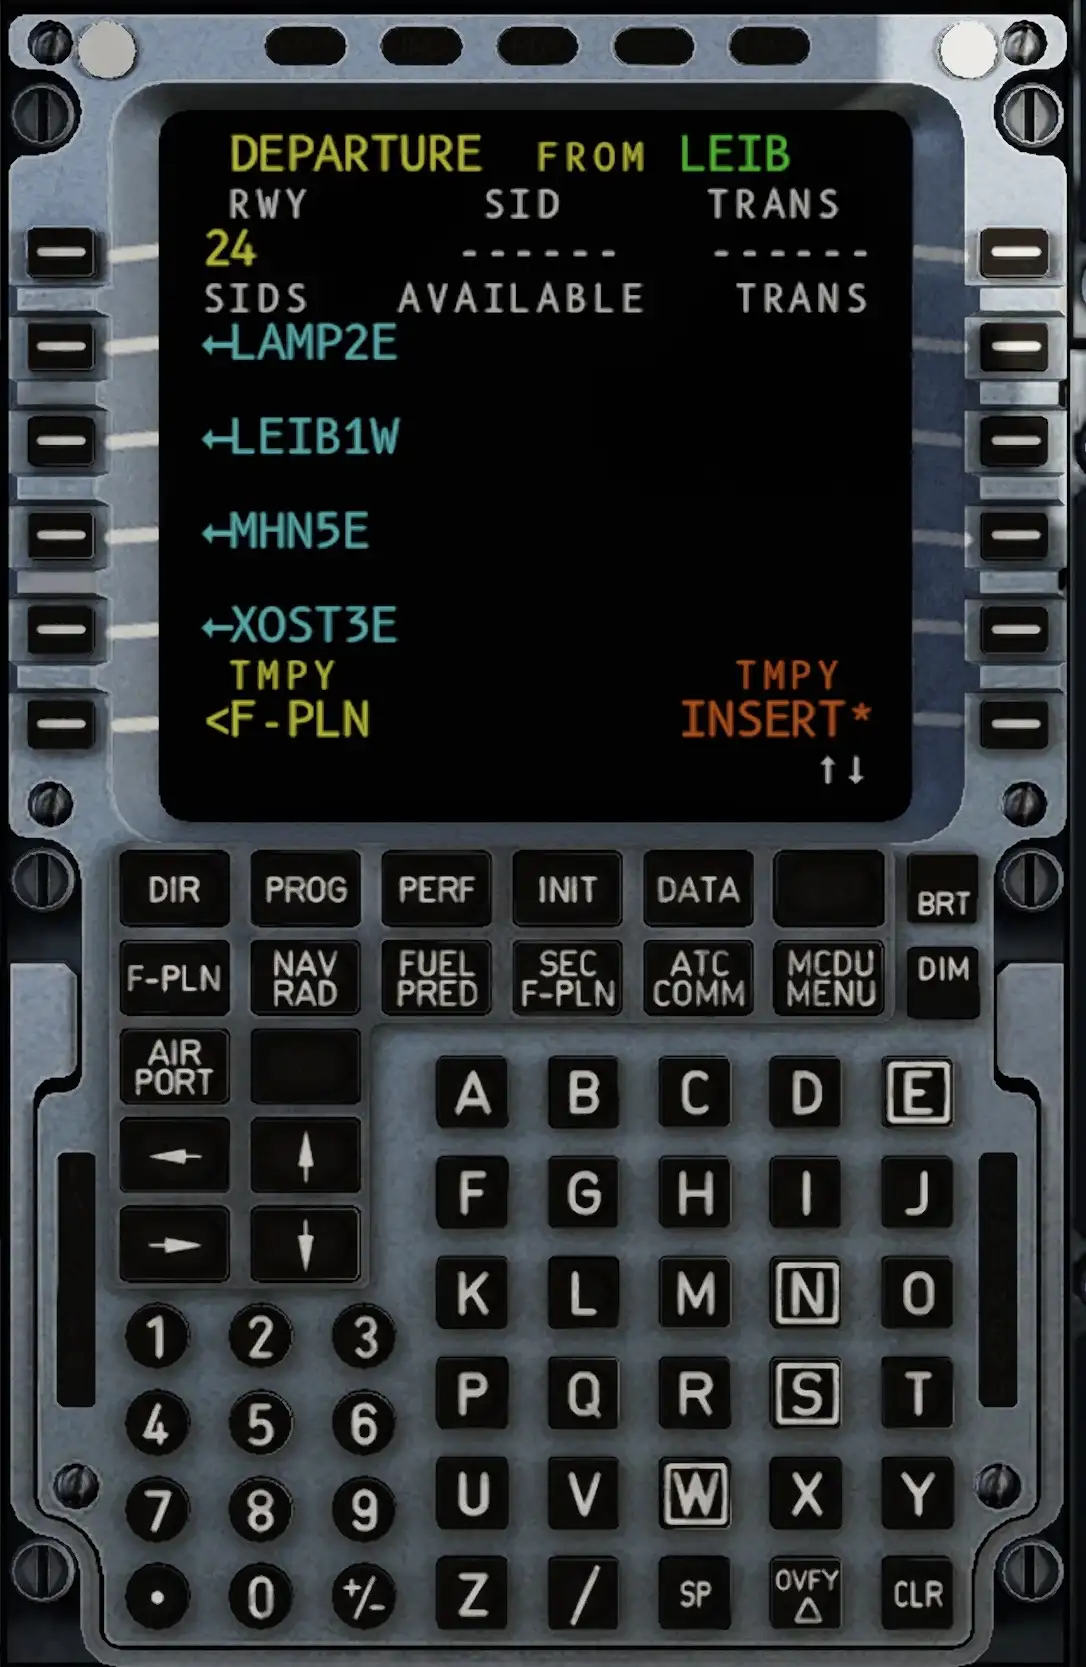 DEPARTURE FROM LEIB
RWY SID TRANS
24 ------ ------
SIDS AVAILABLE TRANS
←LAMP2E
←LEIB1W
←MHN5E
←XOST3E
TMPY TMPY
<F-PLN INSERT*
↑↓
DIR PROG PERF INIT DATA BRT
F-PLN NAV RAD FUEL PRED SEC F-PLN ATC COMM MCDU MENU DIM
AIR PORT
← ↑
→ ↓
A B C D E
F G H I J
K L M N O
1 2 3
P Q R S T
4 5 6
U V W X Y
7 8 9
Z / SP OVFY Δ CLR
. 0 +/-